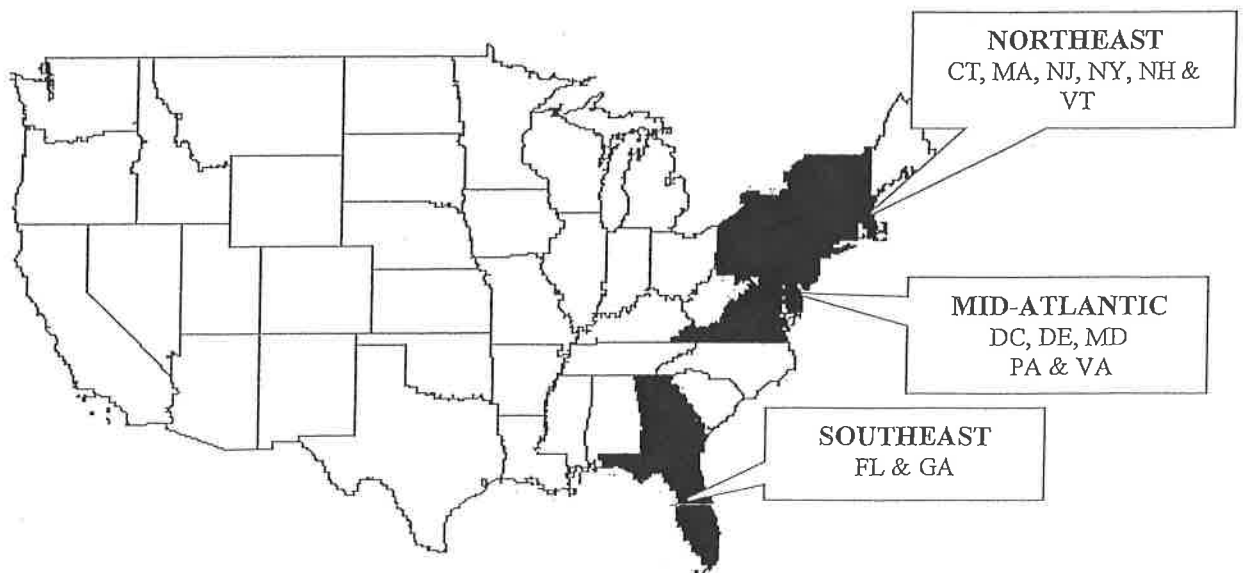 NORTHEAST
CT, MA, NJ, NY, NH &
VT
MID-ATLANTIC
DC, DE, MD
PA & VA
SOUTHEAST
FL & GA